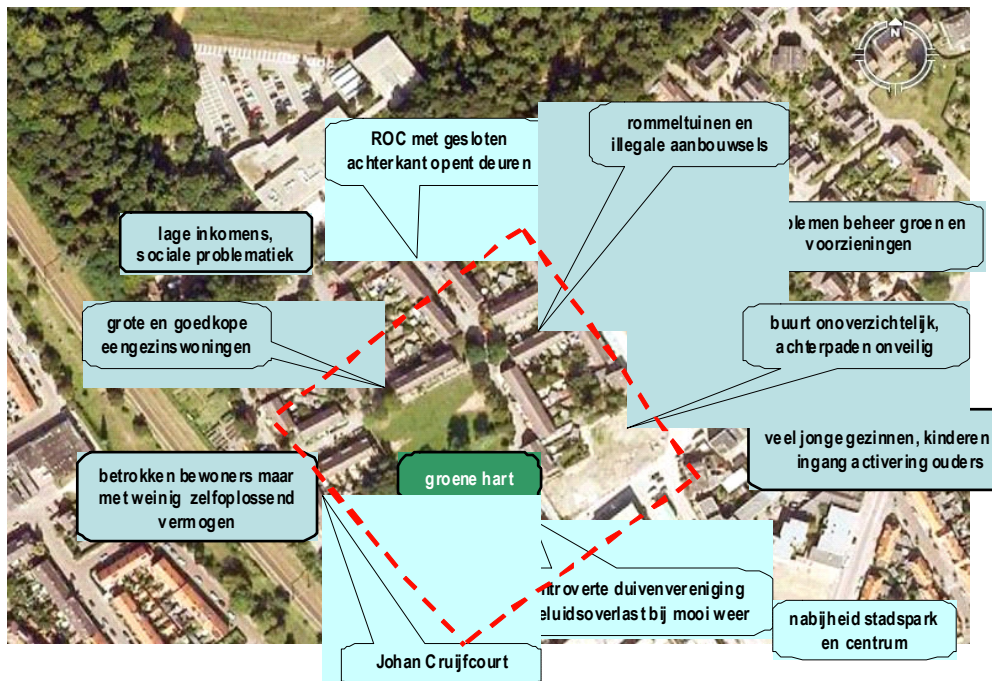 N
ROC met gesloten
achterkant opent deuren
rommeltuinen en
illegale aanbouwsels
lage inkomens,
sociale problematiek
blemen beheer groen en
voorzieningen
grote en goedkope
eengezinswoningen
buurt onoverzichtelijk,
achterpaden onveilig
veel jonge gezinnen, kinderen
ingang activering ouders
betrokken bewoners maar
met weinig zelfoplossend
vermogen
groene hart
ntroverte duivenvereniging
eluidsoverlast bij mooi weer
nabijheid stadspark
en centrum
Johan Cruijfcourt